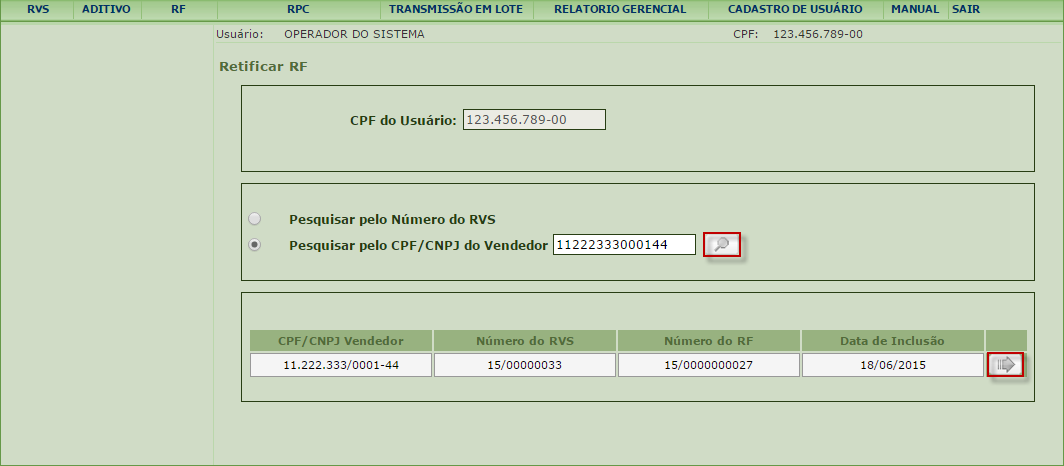 RVS ADITIVO RF RPC TRANSMISSÃO EM LOTE RELATORIO GERENCIAL CADASTRO DE USUÁRIO MANUAL SAIR
Usuário: OPERADOR DO SISTEMA CPF: 123.456.789-00
Retificar RF
CPF do Usuário: 123.456.789-00
Pesquisar pelo Número do RVS
Pesquisar pelo CPF/CNPJ do Vendedor 11222333000144
CPF/CNPJ Vendedor Número do RVS Número do RF Data de Inclusão
11.222.333/0001-44 15/00000033 15/0000000027 18/06/2015